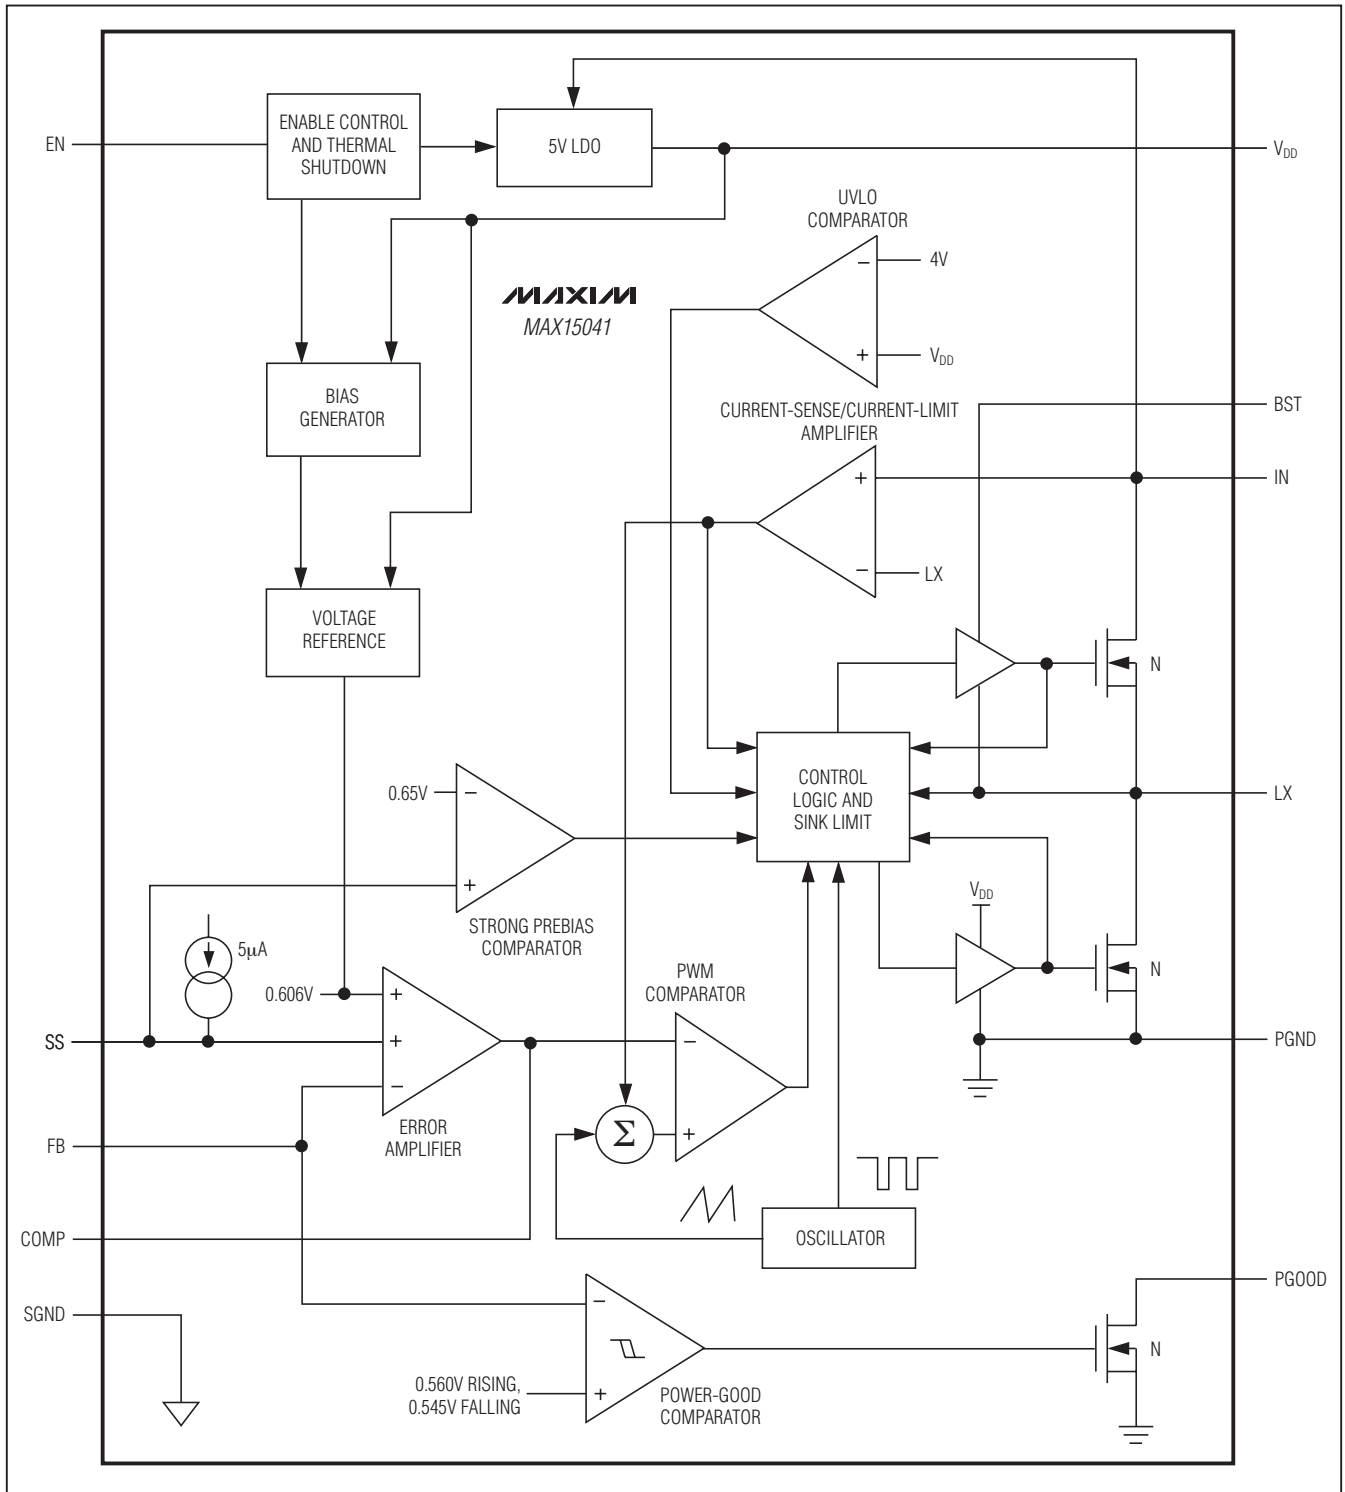 EN
ENABLE CONTROL
AND THERMAL
SHUTDOWN
5V LDO
VDD
UVLO
COMPARATOR
−
4V
+
VDD
MAXIM
MAX15041
BIAS
GENERATOR
CURRENT-SENSE/CURRENT-LIMIT
AMPLIFIER
BST
+
IN
−
LX
VOLTAGE
REFERENCE
N
0.65V
−
+
STRONG PREBIAS
COMPARATOR
CONTROL
LOGIC AND
SINK LIMIT
LX
VDD
N
5µA
0.606V
+
SS
+
−
ERROR
AMPLIFIER
PWM
COMPARATOR
−
+
Σ
PGND
FB
COMP
OSCILLATOR
SGND
PGOOD
−
N
0.560V RISING,
0.545V FALLING
+
POWER-GOOD
COMPARATOR